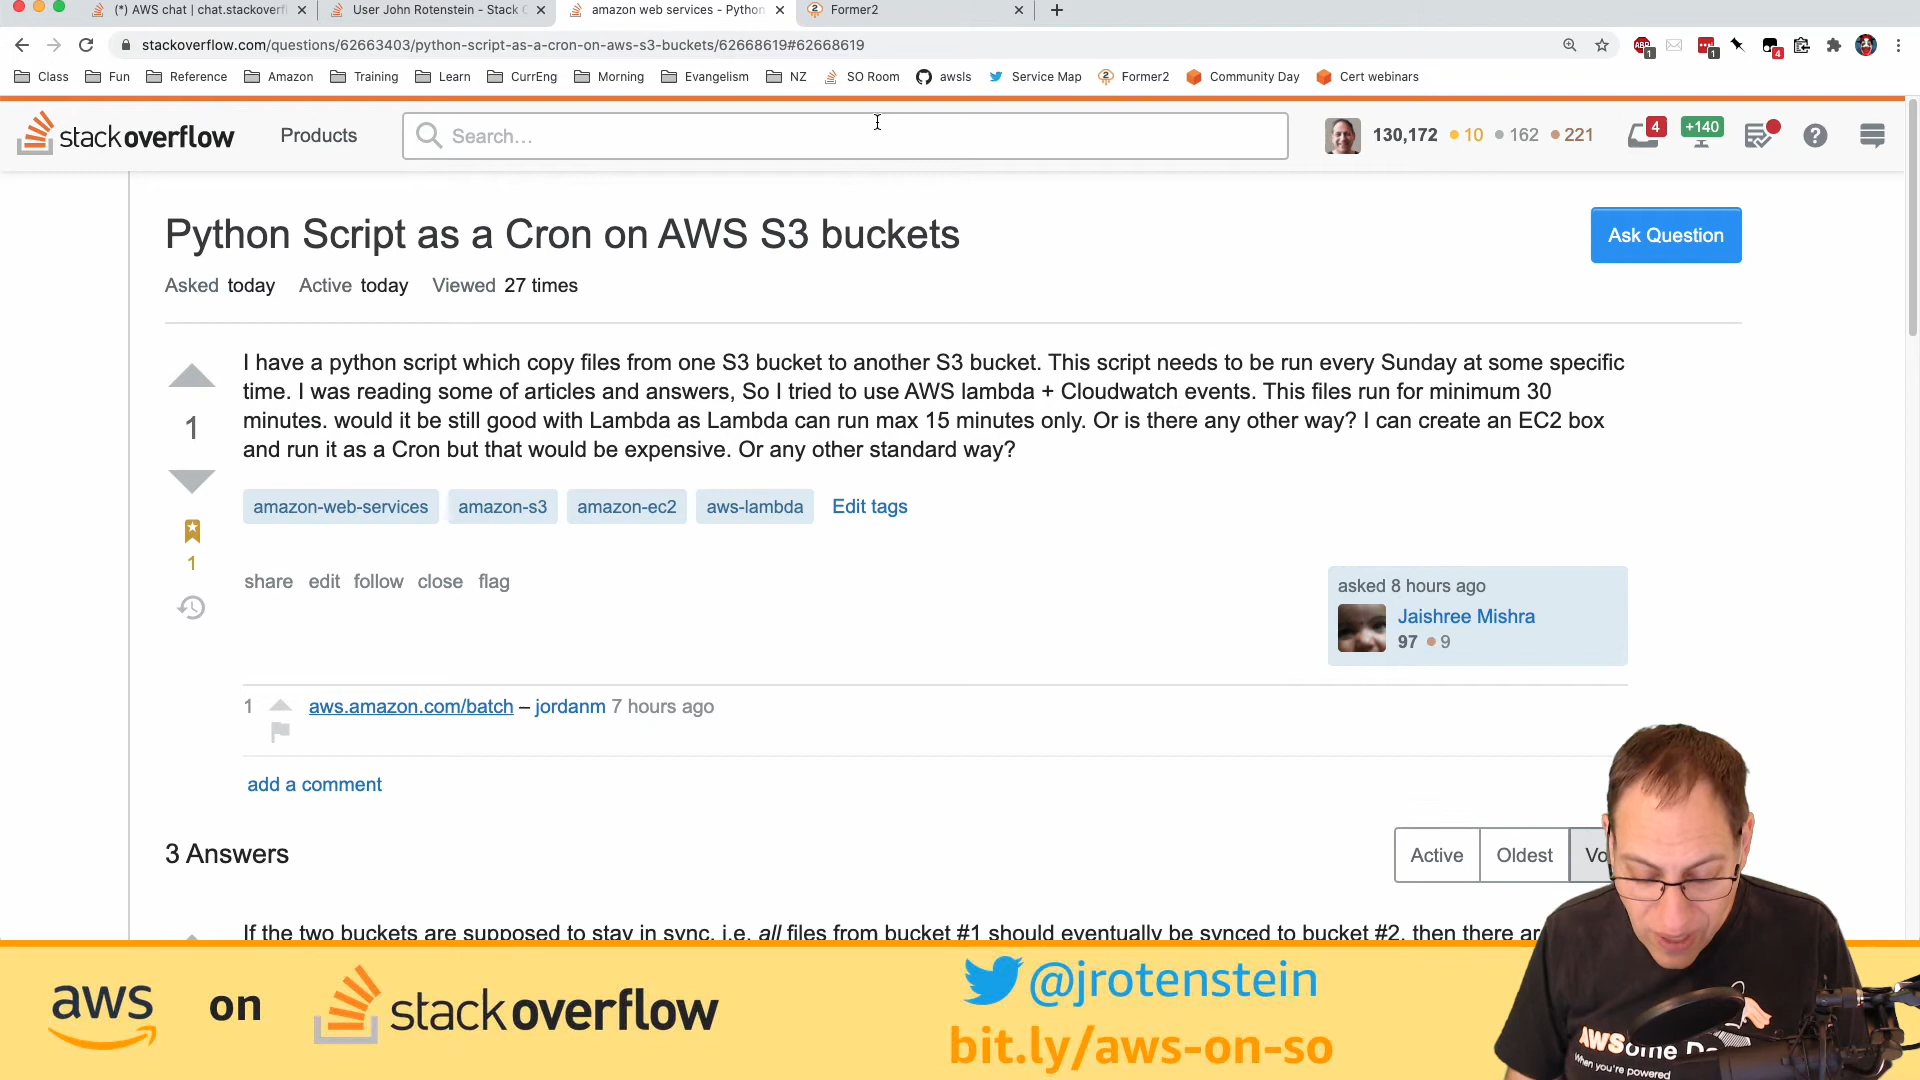 (*) AWS chat | chat.stackoverfl
User John Rotenstein - Stack O
amazon web services - Python
Former2
stackoverflow.com/questions/62663403/python-script-as-a-cron-on-aws-s3-buckets/62668619#62668619
1
1
4
Class Fun Reference Amazon Training Learn CurrEng Morning Evangelism NZ SO Room awsls Service Map Former2 Community Day Cert webinars
stackoverflow
Products
Search…
130,172 10 162 221
4
+140
Python Script as a Cron on AWS S3 buckets
Ask Question
Asked today Active today Viewed 27 times
I have a python script which copy files from one S3 bucket to another S3 bucket. This script needs to be run every Sunday at some specific
time. I was reading some of articles and answers, So I tried to use AWS lambda + Cloudwatch events. This files run for minimum 30
minutes. would it be still good with Lambda as Lambda can run max 15 minutes only. Or is there any other way? I can create an EC2 box
and run it as a Cron but that would be expensive. Or any other standard way?
1
1
amazon-web-services amazon-s3 amazon-ec2 aws-lambda Edit tags
share edit follow close flag
asked 8 hours ago
Jaishree Mishra
97 9
1 aws.amazon.com/batch – jordanm 7 hours ago
add a comment
3 Answers
Active Oldest Vo
If the two buckets are supposed to stay in sync, i.e. all files from bucket #1 should eventually be synced to bucket #2, then there ar
aws on stackoverflow
@jrotenstein
bit.ly/aws-on-so
AWSome
When you're powered